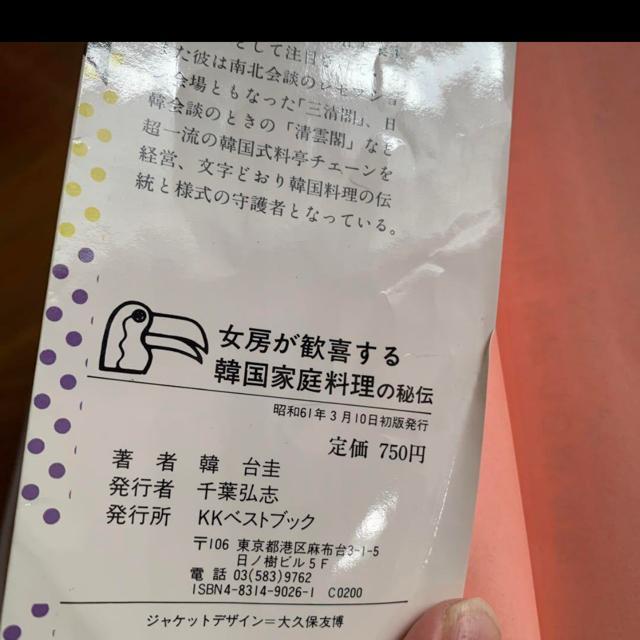 として注目さ
た彼は南北会談のレセプショ
会場ともなった「三清閣」、日
韓会談のときの「清雲閣」など
超一流の韓国式料亭チェーンを
経営、文字どおり韓国料理の伝
統と様式の守護者となっている。
女房が歓喜する
韓国家庭料理の秘伝
昭和61年3月10日初版発行
定価 750円
著者 韓 台圭
発行者 千葉弘志
発行所 KKベストブック
〒106 東京都港区麻布台3-1-5
日ノ樹ビル5F
電話 03(583)9762
ISBN4-8314-9026-1 C0200
ジャケットデザイン=大久保友博